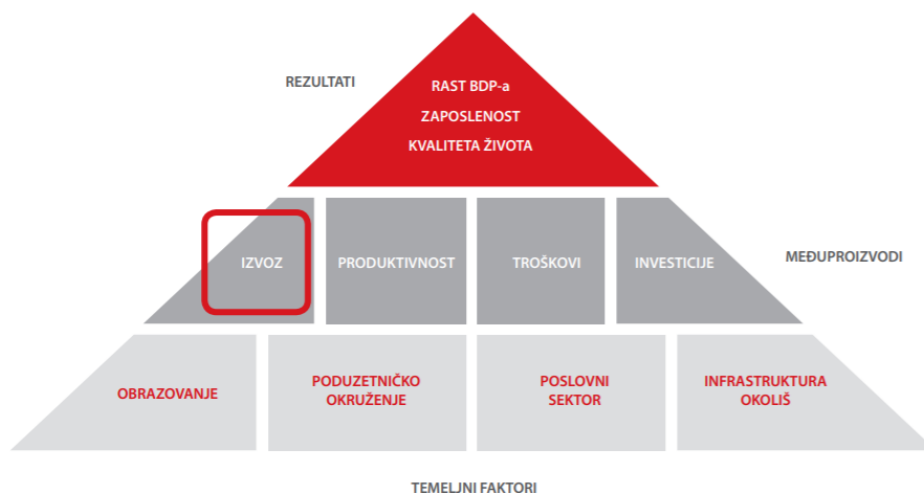 REZULTATI
RAST BDP-a
ZAPOSLENOST
KVALITETA ŽIVOTA
IZVOZ
PRODUKTIVNOST
TROŠKOVI
INVESTICIJE
MEĐUPROIZVODI
OBRAZOVANJE
PODUZETNIČKO
OKRUŽENJE
POSLOVNI
SEKTOR
INFRASTRUKTURA
OKOLIŠ
TEMELJNI FAKTORI